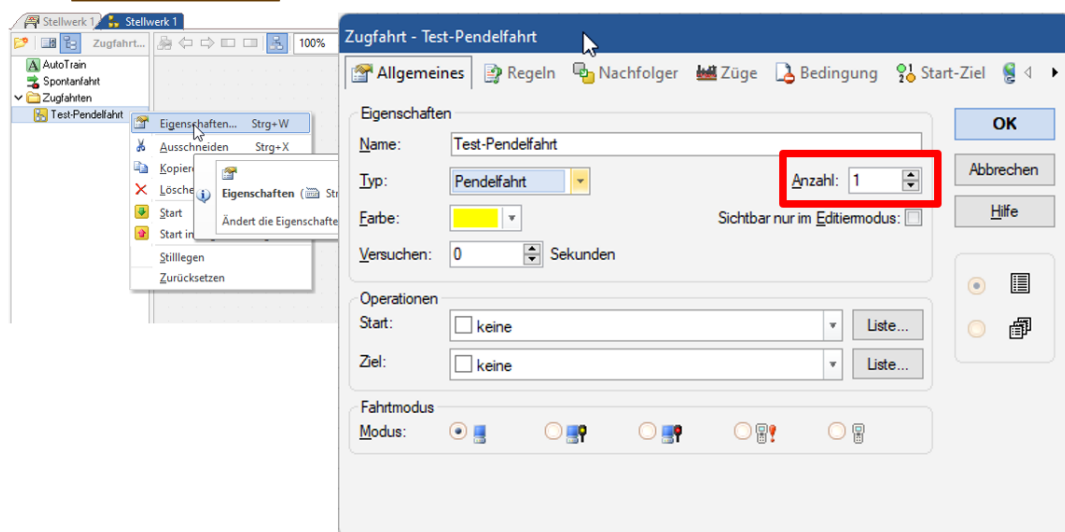 Stellwerk 1
Stellwerk 1
Zugfahrt...
100%
AutoTrain
Spontanfahrt
Zugfahrten
Test-Pendelfahrt
Eigenschaften... Strg+W
Ausschneiden Strg+X
Kopiere
Lösche
Start
Start in
Stilllegen
Zurücksetzen
Eigenschaften ( Str
Ändert die Eigenschafte
Zugfahrt - Test-Pendelfahrt
Allgemeines Regeln Nachfolger Züge Bedingung Start-Ziel
Eigenschaften
Name: Test-Pendelfahrt
Typ: Pendelfahrt Anzahl: 1
Farbe: Sichtbar nur im Editiermodus:
Versuchen: 0 Sekunden
Operationen
Start: keine Liste...
Ziel: keine Liste...
Fahrtmodus
Modus:
OK
Abbrechen
Hilfe